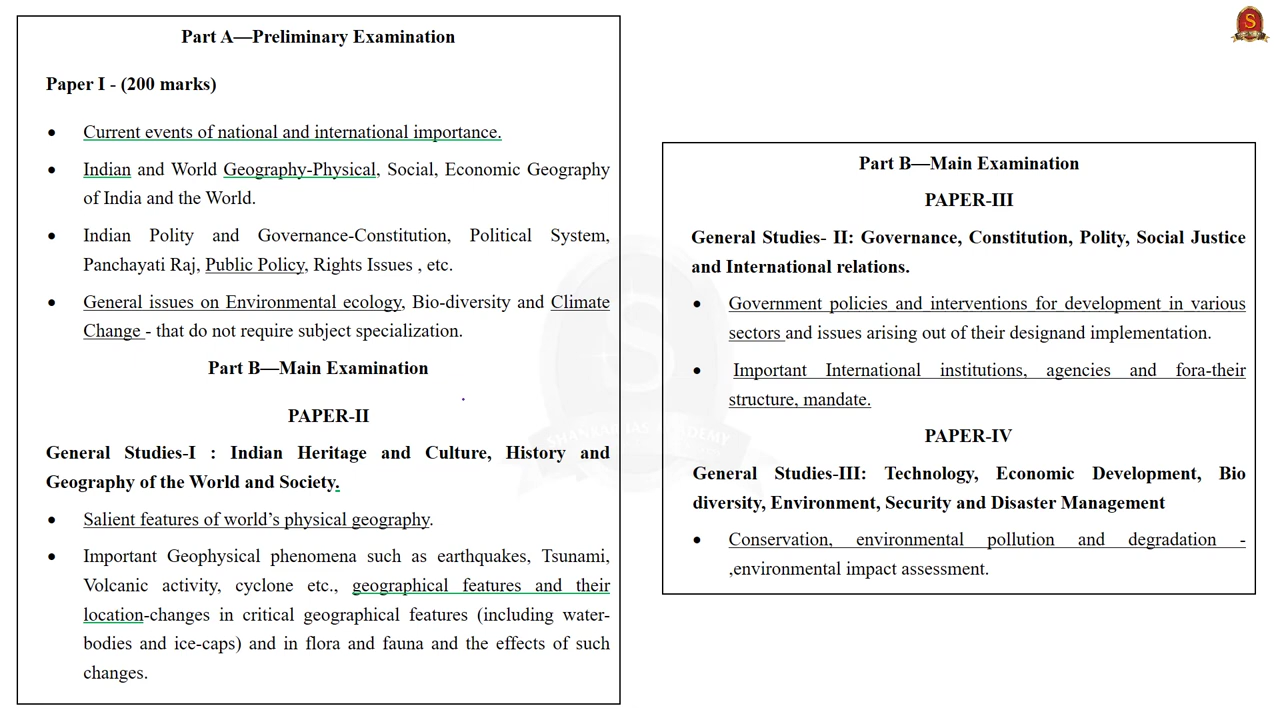 Part A—Preliminary Examination
Paper I - (200 marks)
• Current events of national and international importance.
• Indian and World Geography-Physical, Social, Economic Geography
of India and the World.
• Indian Polity and Governance-Constitution, Political System,
Panchayati Raj, Public Policy, Rights Issues , etc.
• General issues on Environmental ecology, Bio-diversity and Climate
Change - that do not require subject specialization.
Part B—Main Examination
PAPER-II
General Studies-I : Indian Heritage and Culture, History and
Geography of the World and Society.
• Salient features of world’s physical geography.
• Important Geophysical phenomena such as earthquakes, Tsunami,
Volcanic activity, cyclone etc., geographical features and their
location-changes in critical geographical features (including water-
bodies and ice-caps) and in flora and fauna and the effects of such
changes.
Part B—Main Examination
PAPER-III
General Studies- II: Governance, Constitution, Polity, Social Justice
and International relations.
• Government policies and interventions for development in various
sectors and issues arising out of their designand implementation.
• Important International institutions, agencies and fora-their
structure, mandate.
PAPER-IV
General Studies-III: Technology, Economic Development, Bio
diversity, Environment, Security and Disaster Management
• Conservation, environmental pollution and degradation -
,environmental impact assessment.
S
S
SHANKAR IAS ACADEMY